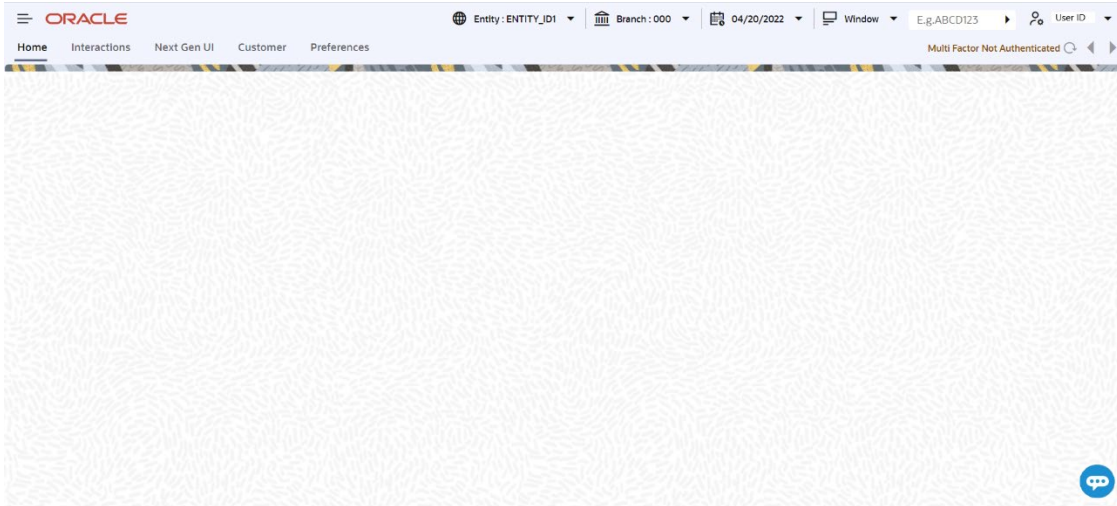 ORACLE Entity : ENTITY_ID1 Branch : 000 04/20/2022 Window E.g.ABCD123 User ID
Home Interactions Next Gen UI Customer Preferences Multi Factor Not Authenticated